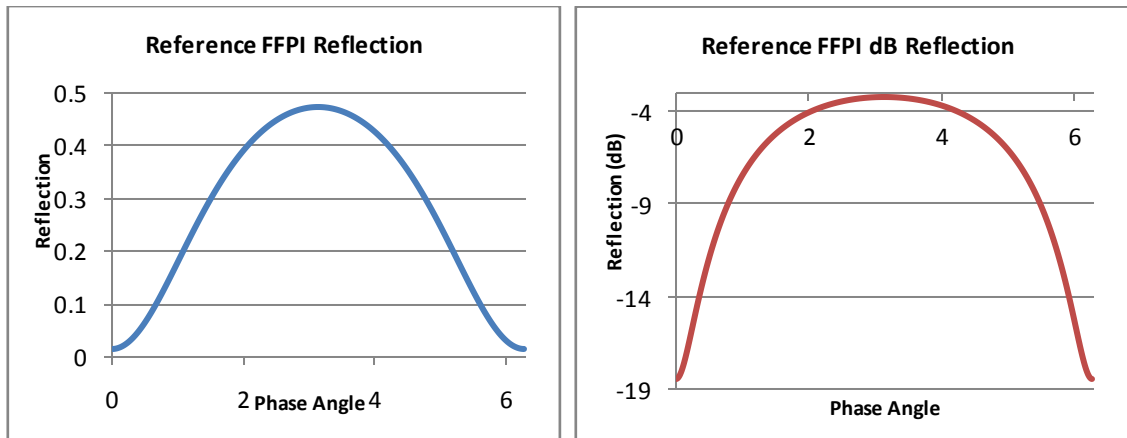 Reference FFPI Reflection
0.5
0.4
0.3
0.2
0.1
0
Reflection
0 2 4 6
Phase Angle
Reference FFPI dB Reflection
-4
-9
-14
-19
Reflection (dB)
0 2 4 6
Phase Angle